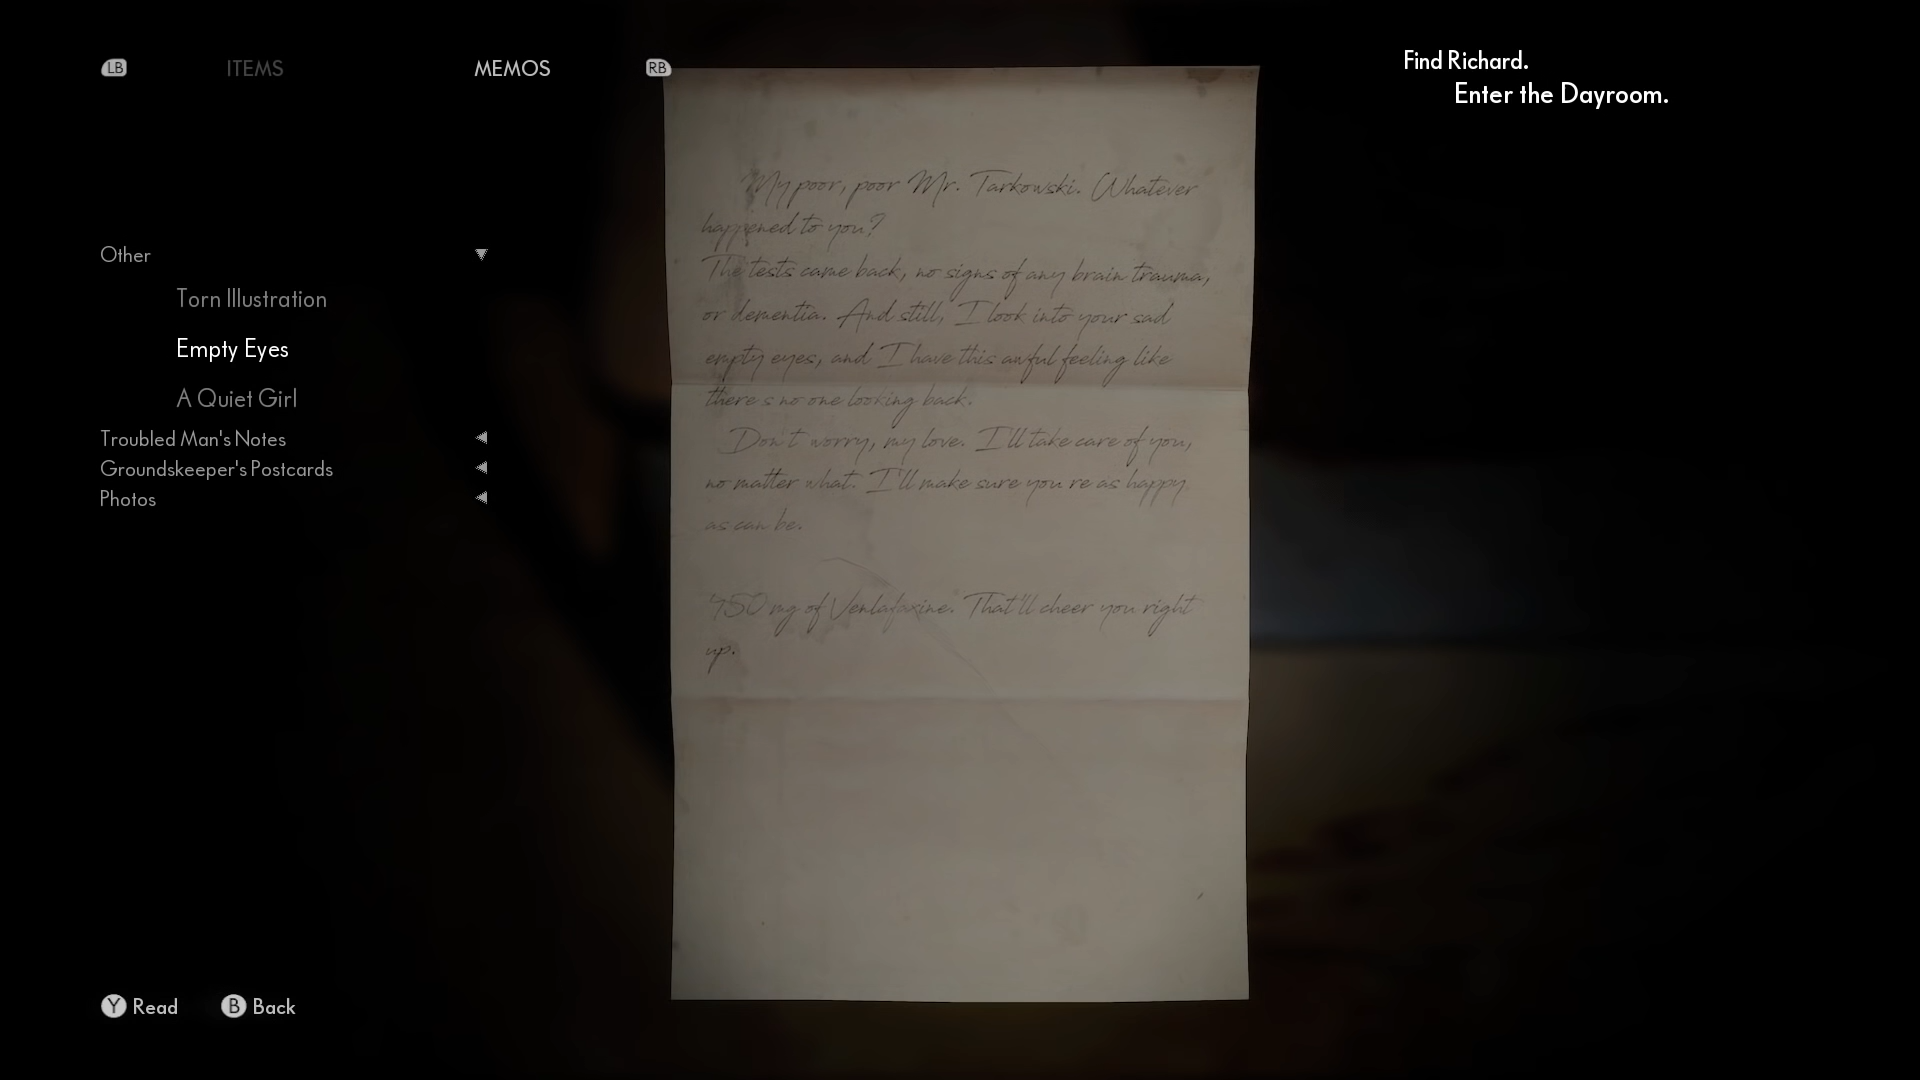 LB ITEMS MEMOS RB
Find Richard.
Enter the Dayroom.
Other
Torn Illustration
Empty Eyes
A Quiet Girl
Troubled Man's Notes
Groundskeeper's Postcards
Photos
My poor, poor Mr. Tarkowski. Whatever
happened to you?
The tests came back, no signs of any brain trauma,
or dementia. And still, I look into your sad
empty eyes, and I have this awful feeling like
there s no one looking back.
Don t worry, my love. I'll take care of you,
no matter what. I'll make sure you re as happy
as can be.
450 mg of Venlafaxine. That'll cheer you right
up.
Y Read B Back